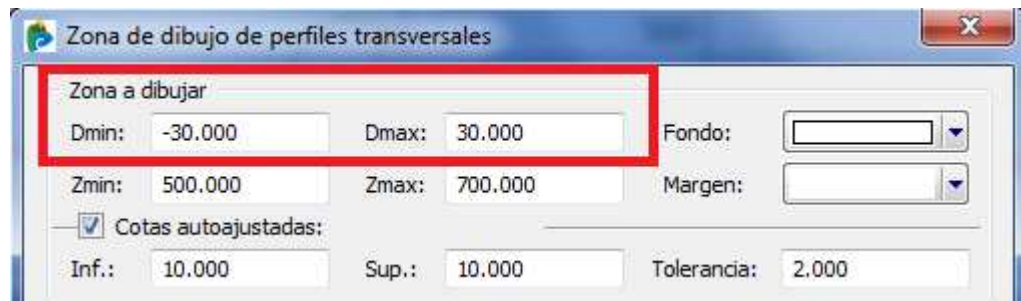 Zona de dibujo de perfiles transversales
Zona a dibujar
Dmin: -30.000 Dmax: 30.000 Fondo:
Zmin: 500.000 Zmax: 700.000 Margen:
Cotas autoajustadas:
Inf.: 10.000 Sup.: 10.000 Tolerancia: 2.000